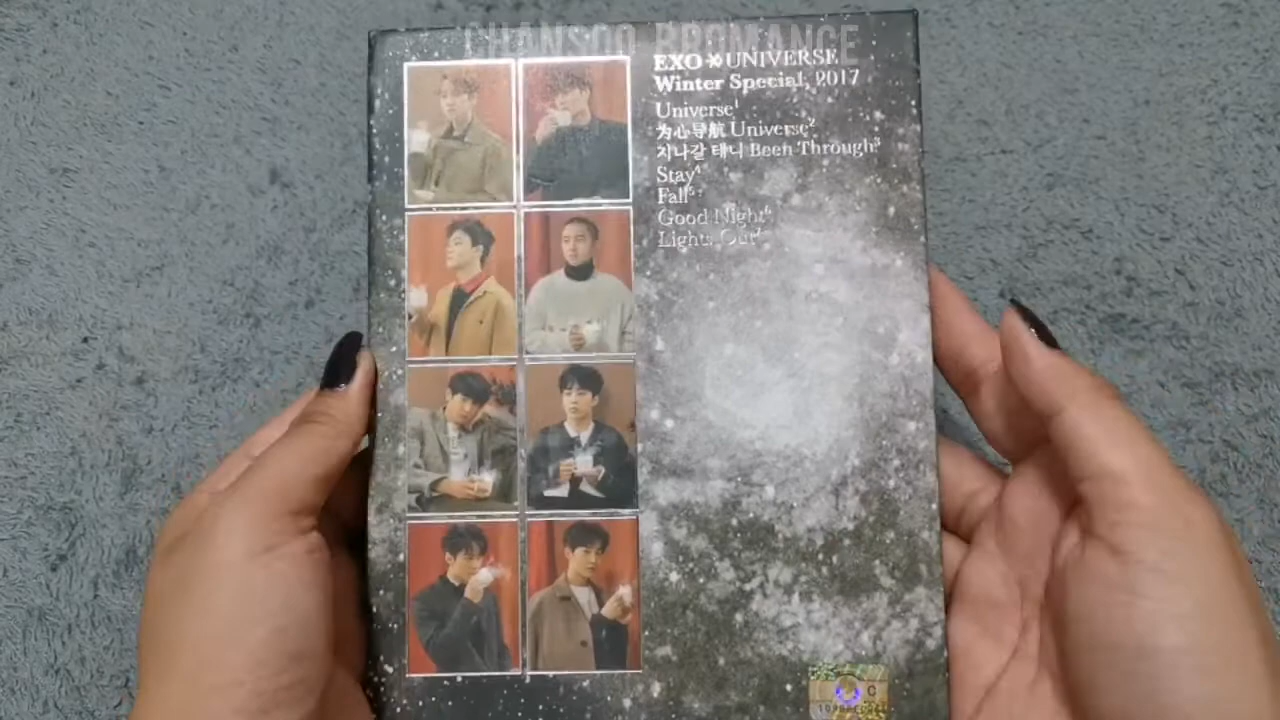 CHANSOO BROMANCE
EXO ✕ UNIVERSE
Winter Special, 2017
Universe¹
为心导航 Universe²
지나갈 테니 Been Through³
Stay⁴
Fall⁵
Good Night⁶
Lights Out⁷
C